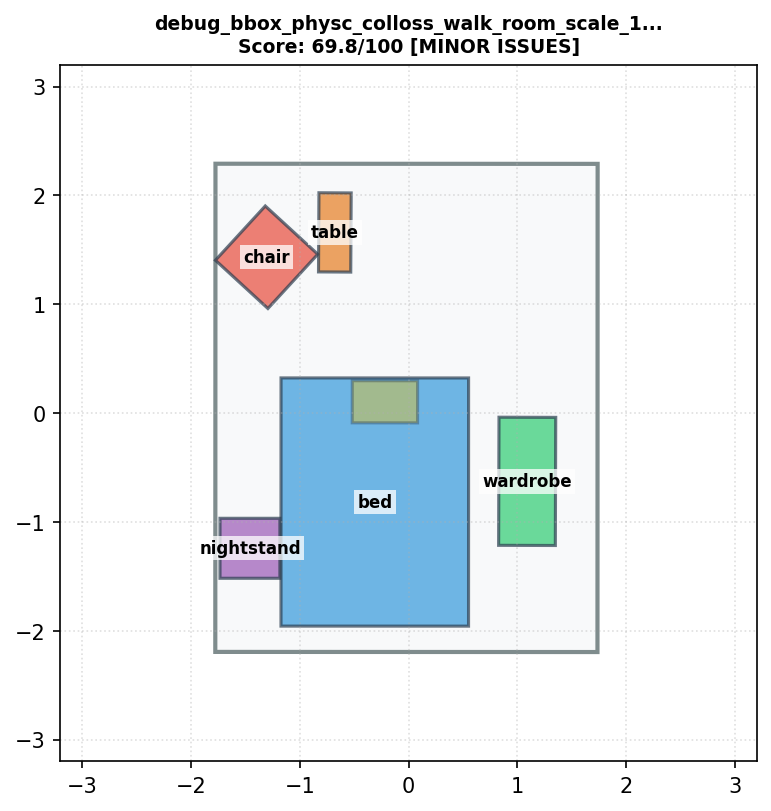 debug_bbox_physc_colloss_walk_room_scale_1...
Score: 69.8/100 [MINOR ISSUES]
3
2
1
0
−1
−2
−3
table
chair
bed
wardrobe
nightstand
−3 −2 −1 0 1 2 3